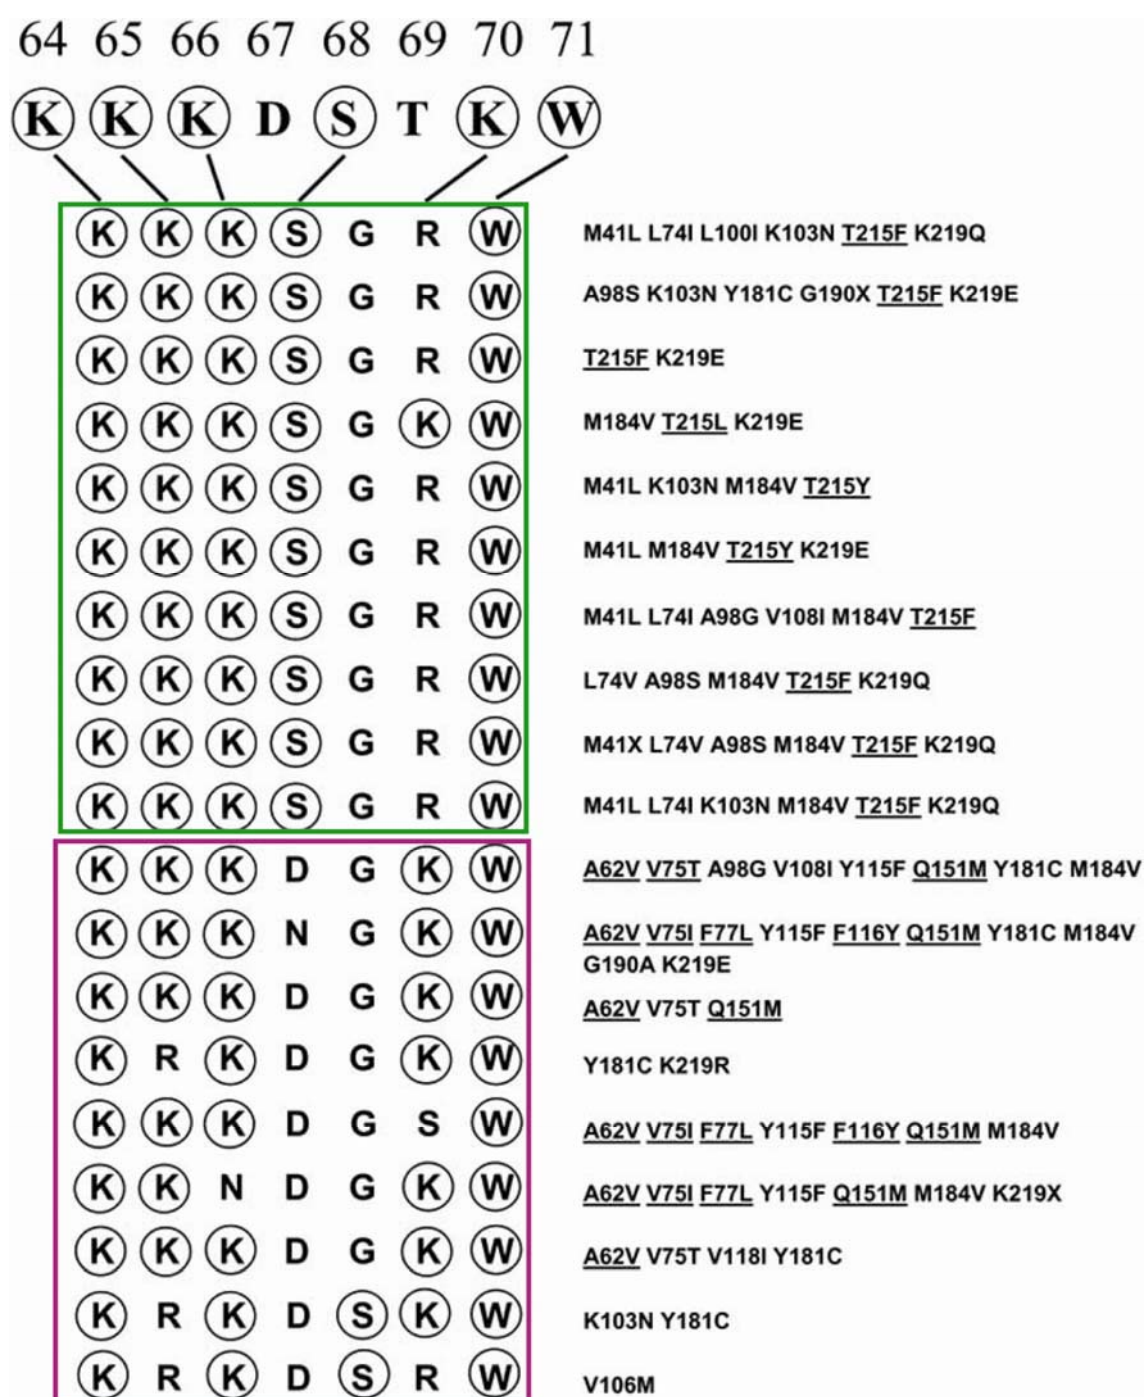 64 65 66 67 68 69 70 71
K K K D S T K W
K K K S G R W M41L L74I L100I K103N T215F K219Q
K K K S G R W A98S K103N Y181C G190X T215F K219E
K K K S G R W T215F K219E
K K K S G K W M184V T215L K219E
K K K S G R W M41L K103N M184V T215Y
K K K S G R W M41L M184V T215Y K219E
K K K S G R W M41L L74I A98G V108I M184V T215F
K K K S G R W L74V A98S M184V T215F K219Q
K K K S G R W M41X L74V A98S M184V T215F K219Q
K K K S G R W M41L L74I K103N M184V T215F K219Q
K K K D G K W A62V V75T A98G V108I Y115F Q151M Y181C M184V
K K K N G K W A62V V75I F77L Y115F F116Y Q151M Y181C M184V
G190A K219E
K K K D G K W A62V V75T Q151M
K R K D G K W Y181C K219R
K K K D G S W A62V V75I F77L Y115F F116Y Q151M M184V
K K N D G K W A62V V75I F77L Y115F Q151M M184V K219X
K K K D G K W A62V V75T V118I Y181C
K R K D S K W K103N Y181C
K R K D S R W V106M